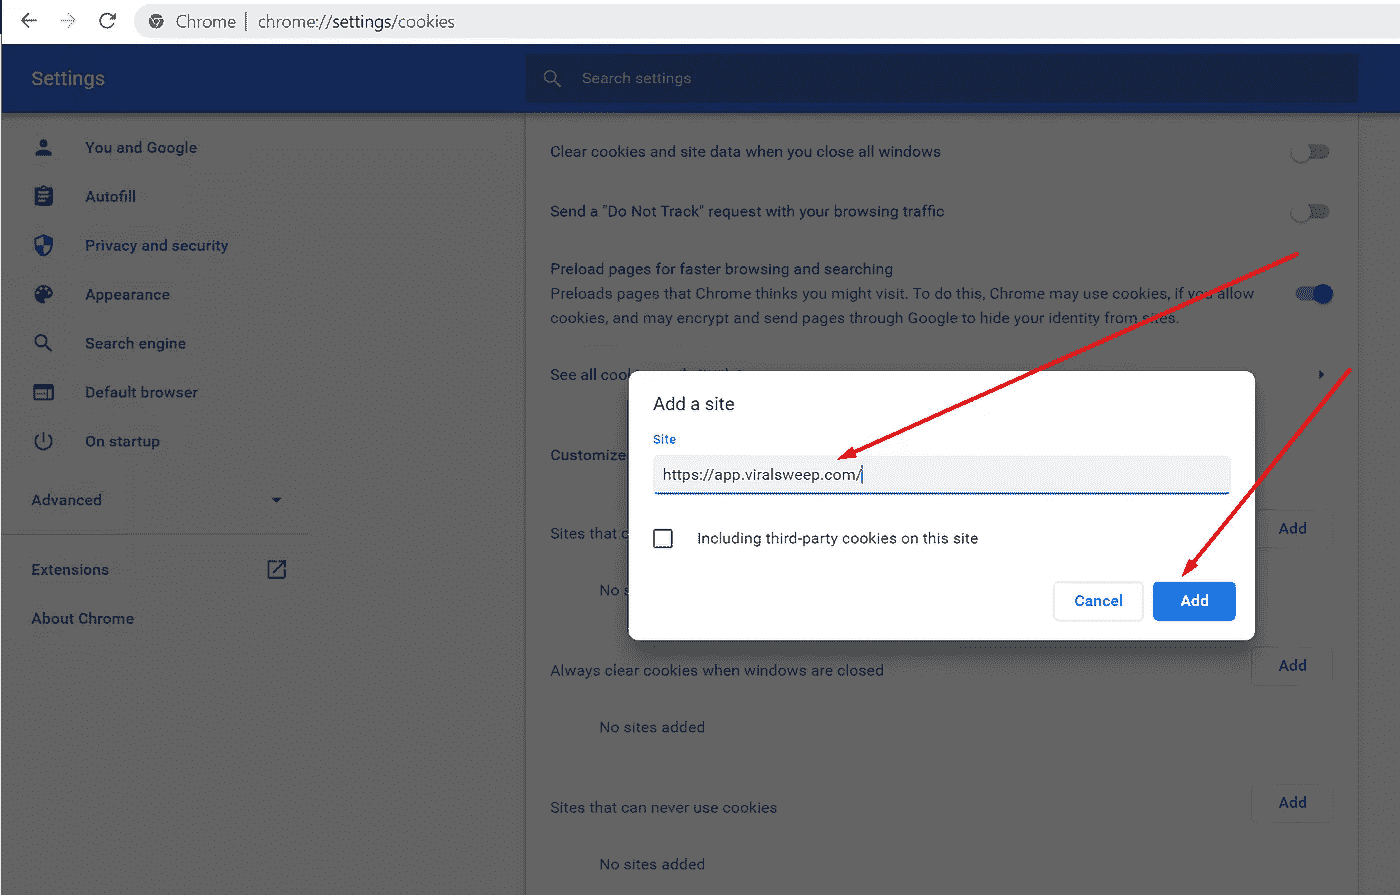 Chrome | chrome://settings/cookies
Settings
Search settings
You and Google
Autofill
Privacy and security
Appearance
Search engine
Default browser
On startup
Advanced
Extensions
About Chrome
Clear cookies and site data when you close all windows
Send a "Do Not Track" request with your browsing traffic
Preload pages for faster browsing and searching
Preloads pages that Chrome thinks you might visit. To do this, Chrome may use cookies, if you allow
cookies, and may encrypt and send pages through Google to hide your identity from sites.
See all
Customize
Add a site
Site
https://app.viralsweep.com/
Including third-party cookies on this site
Cancel
Add
Sites that
Add
No
Always clear cookies when windows are closed
Add
No sites added
Sites that can never use cookies
Add
No sites added